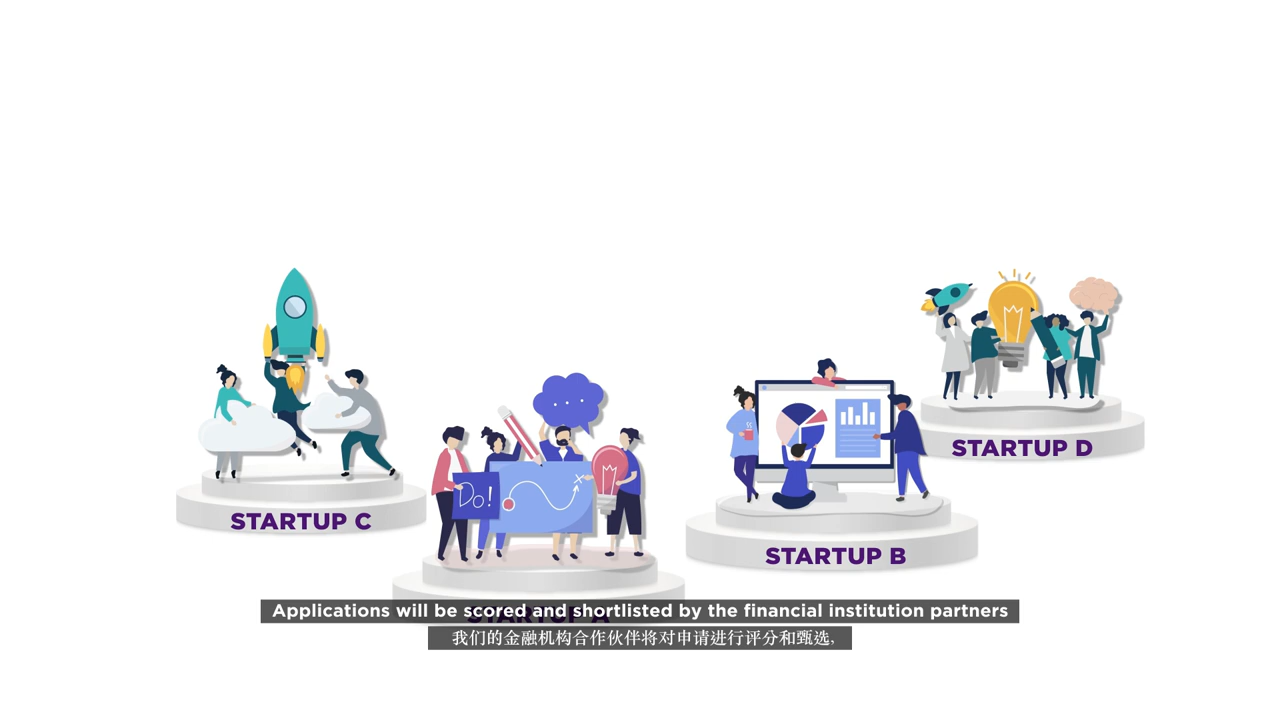 STARTUP D
STARTUP C
Do!
STARTUP B
STARTUP A
Applications will be scored and shortlisted by the financial institution partners
我们的金融机构合作伙伴将对申请进行评分和甄选,